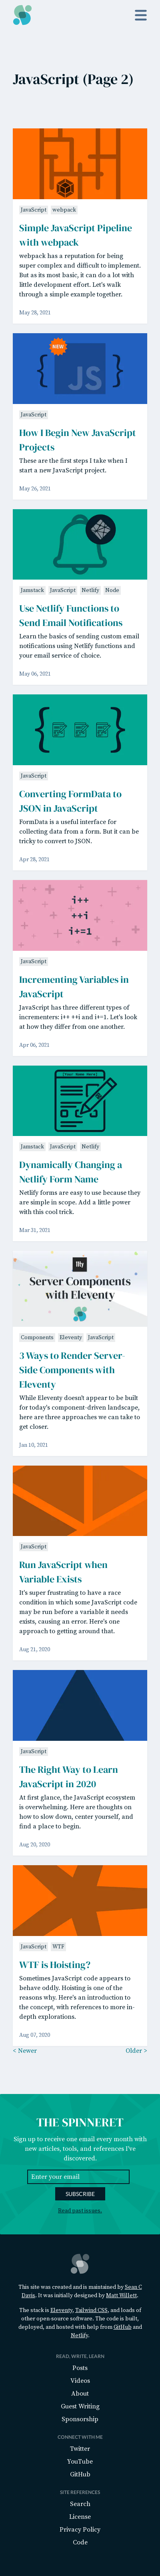 JavaScript (Page 2)
JavaScript webpack
Simple JavaScript Pipeline
with webpack
webpack has a reputation for being
super complex and difficult to implement.
But as its most basic, it can do a lot with
little development effort. Let's walk
through a simple example together.
May 28, 2021
NEW
JS
JavaScript
How I Begin New JavaScript
Projects
These are the first steps I take when I
start a new JavaScript project.
May 26, 2021
Jamstack JavaScript Netlify Node
Use Netlify Functions to
Send Email Notifications
Learn the basics of sending custom email
notifications using Netlify functions and
your email service of choice.
May 06, 2021
JavaScript
Converting FormData to
JSON in JavaScript
FormData is a useful interface for
collecting data from a form. But it can be
tricky to convert to JSON.
Apr 28, 2021
i++
++i
i+=1
JavaScript
Incrementing Variables in
JavaScript
JavaScript has three different types of
incrementers: i++ ++i and i+=1. Let's look
at how they differ from one another.
Apr 06, 2021
[Your Name Here]
Jamstack JavaScript Netlify
Dynamically Changing a
Netlify Form Name
Netlify forms are easy to use because they
are simple in scope. Add a little power
with this cool trick.
Mar 31, 2021
11ty
Server Components
with Eleventy
Components Eleventy JavaScript
3 Ways to Render Server-
Side Components with
Eleventy
While Eleventy doesn't appear to be built
for today's component-driven landscape,
here are three approaches we can take to
get closer.
Jan 10, 2021
JavaScript
Run JavaScript when
Variable Exists
It's super frustrating to have a race
condition in which some JavaScript code
may be run before a variable it needs
exists, causing an error. Here's one
approach to getting around that.
Aug 21, 2020
JavaScript
The Right Way to Learn
JavaScript in 2020
At first glance, the JavaScript ecosystem
is overwhelming. Here are thoughts on
how to slow down, center yourself, and
find a place to begin.
Aug 20, 2020
JavaScript WTF
WTF is Hoisting?
Sometimes JavaScript code appears to
behave oddly. Hoisting is one of the
reasons why. Here's an introduction to
the concept, with references to more in-
depth explorations.
Aug 07, 2020
< Newer Older >
THE SPINNERET
Sign up to receive one email every month with
new articles, tools, and references I've
discovered.
Enter your email
SUBSCRIBE
Read past issues.
This site was created and is maintained by Sean C
Davis. It was initially designed by Matt Willett.
The stack is Eleventy, Tailwind CSS, and loads of
other open-source software. The code is built,
deployed, and hosted with help from GitHub and
Netlify.
READ, WRITE, LEARN
Posts
Videos
About
Guest Writing
Sponsorship
CONNECT WITH ME
Twitter
YouTube
GitHub
SITE REFERENCES
Search
License
Privacy Policy
Code